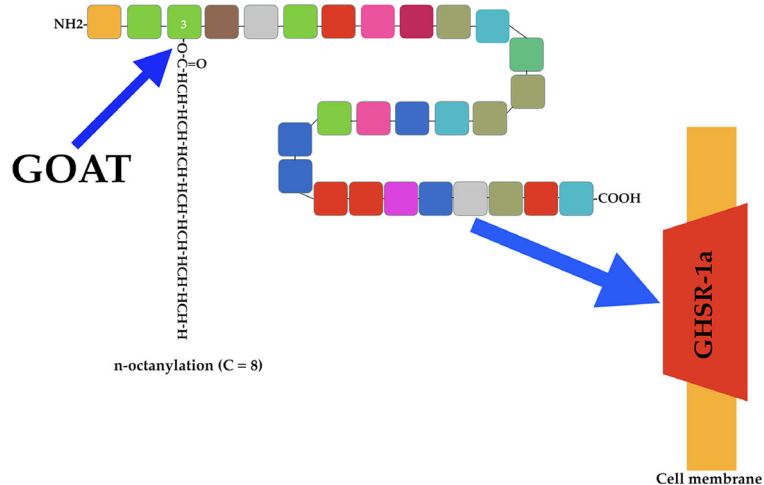 NH2-
3
-O-C-HCH-HCH-HCH-HCH-HCH-HCH-HCH-H
=O
GOAT
-COOH
GHSR-1a
n-octanylation (C = 8)
Cell membrane